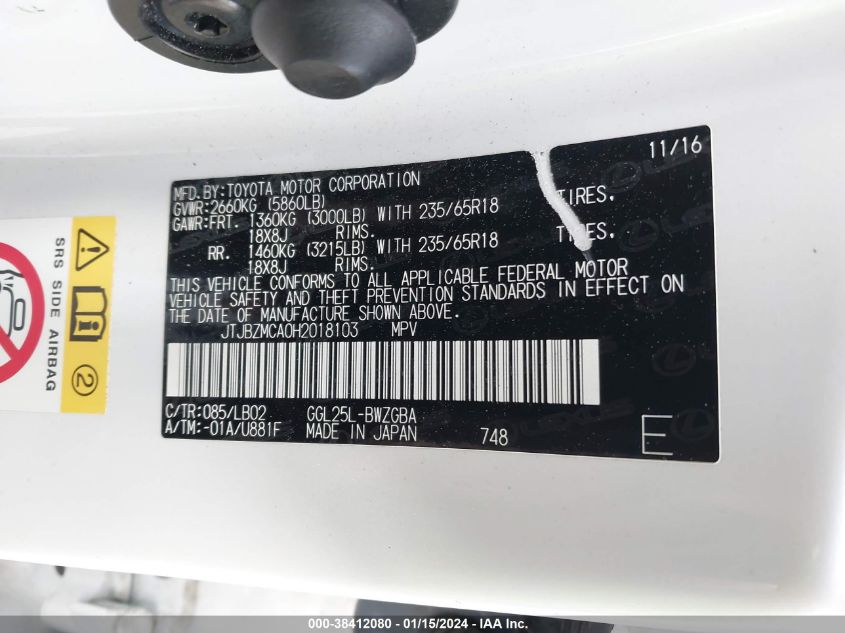 11/16
MFD.BY:TOYOTA MOTOR CORPORATION
GVWR:2660KG (5860LB)
GAWR:FRT. 1360KG (3000LB) WITH 235/65R18 TIRES.
18X8J RIMS.
RR. 1460KG (3215LB) WITH 235/65R18 TIRES.
18X8J RIMS.
THIS VEHICLE CONFORMS TO ALL APPLICABLE FEDERAL MOTOR
VEHICLE SAFETY AND THEFT PREVENTION STANDARDS IN EFFECT ON
THE DATE OF MANUFACTURE SHOWN ABOVE.
JTJBZMCA0H2018103 MPV
C/TR:085/LB02 GGL25L-BWZGBA
A/TM:-01A/U881F MADE IN JAPAN 748 E
SRS SIDE AIRBAG
2
LEXUS
000-38412080 - 01/15/2024 - IAA Inc.